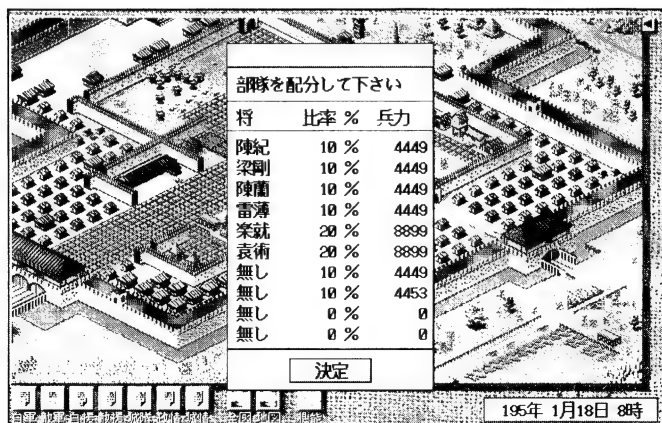 部隊を配分して下さい
将 比率 % 兵力
陳紀 10 % 4449
梁剛 10 % 4449
陳蘭 10 % 4449
雷薄 10 % 4449
楽就 20 % 8899
袁術 20 % 8899
無し 10 % 4449
無し 10 % 4453
無し 0 % 0
無し 0 % 0
決定
195年 1月18日 8時